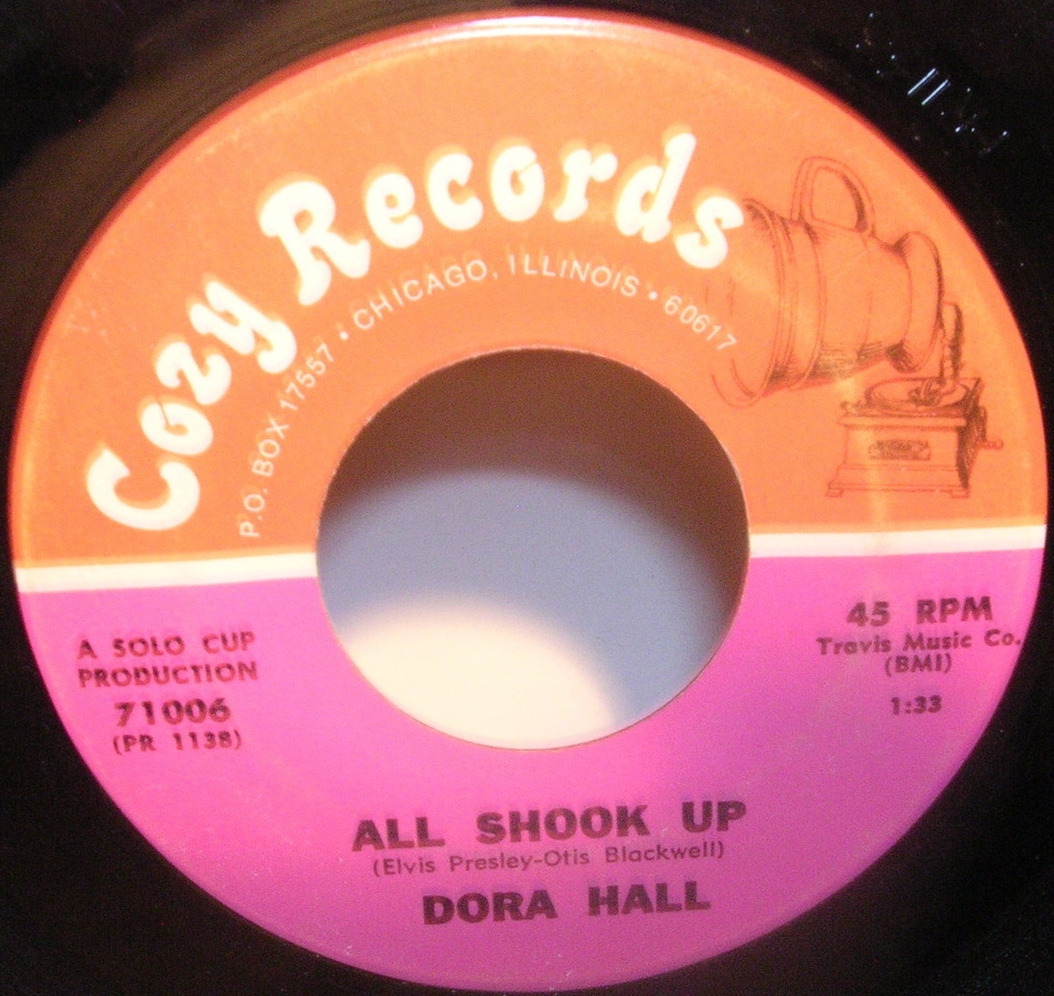 Cozy Records
P.O. BOX 17557 • CHICAGO, ILLINOIS • 60617
A SOLO CUP
PRODUCTION
71006
(PR 1138)
45 RPM
Travis Music Co.
(BMI)
1:33
ALL SHOOK UP
(Elvis Presley-Otis Blackwell)
DORA HALL